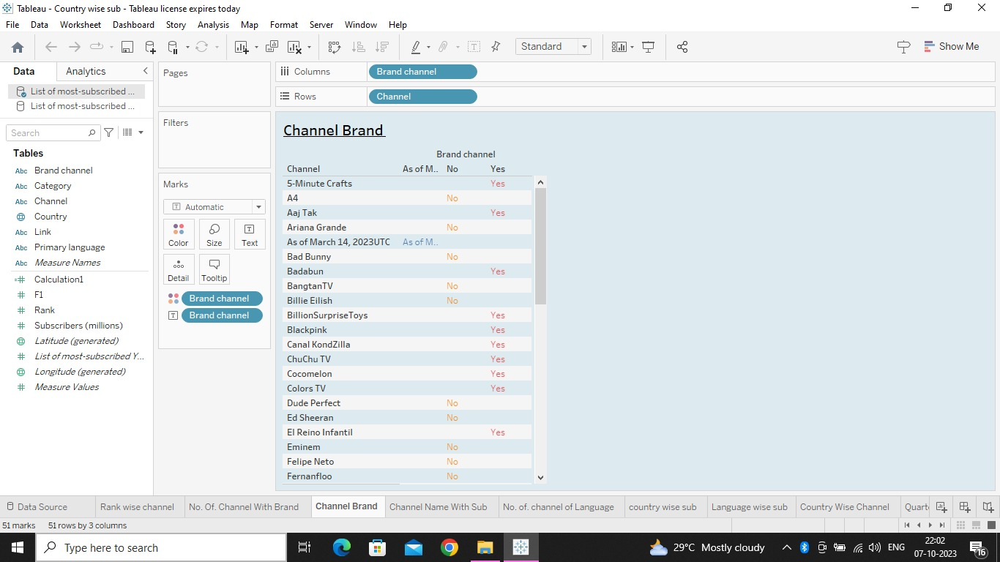 Tableau - Country wise sub - Tableau license expires today
File Data Worksheet Dashboard Story Analysis Map Format Server Window Help
Standard
Show Me
Data Analytics
List of most-subscribed ...
List of most-subscribed ...
Search
Tables
Abc Brand channel
Abc Category
Abc Channel
Country
Abc Link
Abc Primary language
Abc Measure Names
Calculation1
F1
Rank
Subscribers (millions)
Latitude (generated)
List of most-subscribed Y...
Longitude (generated)
Measure Values
Pages
Filters
Marks
Automatic
Color Size Text
Detail Tooltip
Brand channel
Brand channel
Columns Brand channel
Rows Channel
Channel Brand
Brand channel
Channel As of M.. No Yes
5-Minute Crafts Yes
A4 No
Aaj Tak Yes
Ariana Grande No
As of March 14, 2023UTC As of M..
Bad Bunny No
Badabun Yes
BangtanTV No
Billie Eilish No
BillionSurpriseToys Yes
Blackpink Yes
Canal KondZilla Yes
ChuChu TV Yes
Cocomelon Yes
Colors TV Yes
Dude Perfect No
Ed Sheeran No
El Reino Infantil Yes
Eminem No
Felipe Neto No
Fernanfloo No
Data Source Rank wise channel No. Of. Channel With Brand Channel Brand Channel Name With Sub No. of. channel of Language country wise sub Language wise sub Country Wise Channel Quart
51 marks 51 rows by 3 columns
Type here to search
29°C Mostly cloudy
ENG
22:02
07-10-2023
16